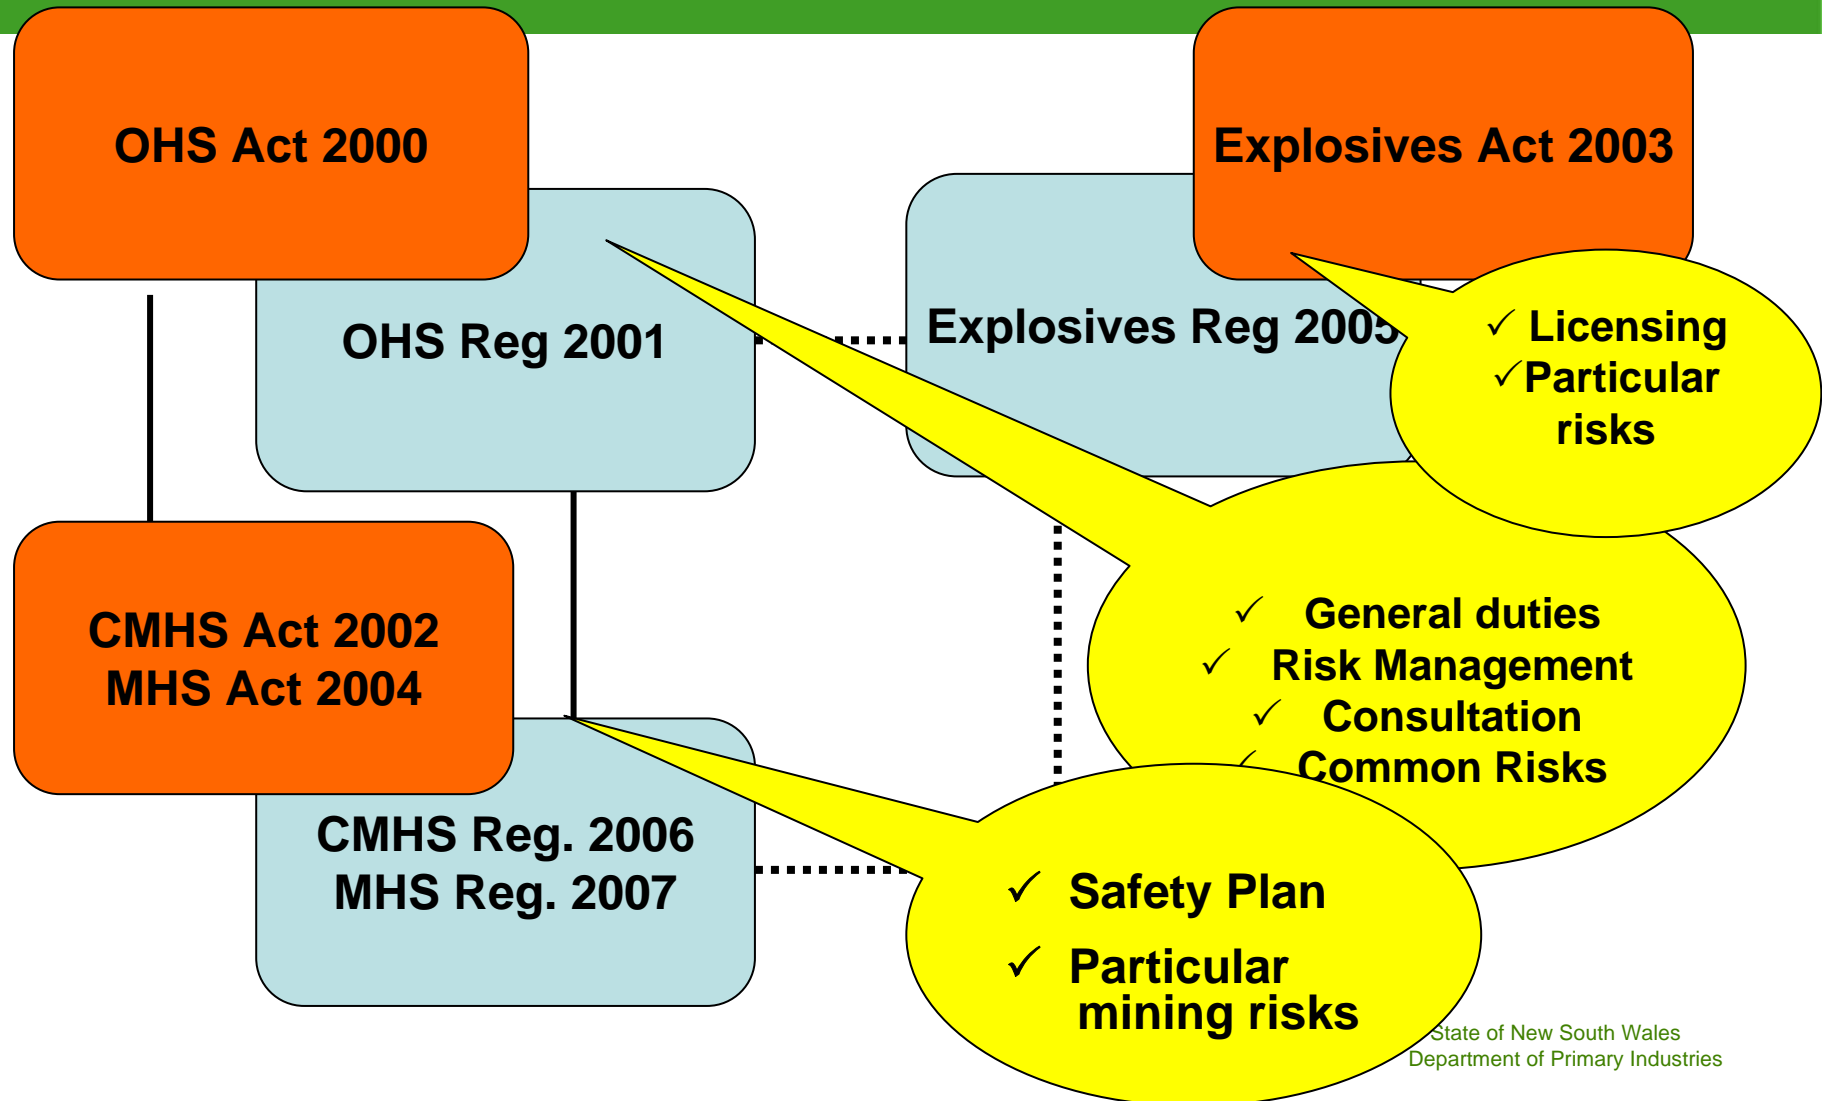 OHS Act 2000
Explosives Act 2003
OHS Reg 2001
Explosives Reg 2005
✓ Licensing
✓Particular
risks
CMHS Act 2002
MHS Act 2004
✓ General duties
✓ Risk Management
✓ Consultation
✓ Common Risks
CMHS Reg. 2006
MHS Reg. 2007
✓ Safety Plan
✓ Particular
mining risks
State of New South Wales
Department of Primary Industries